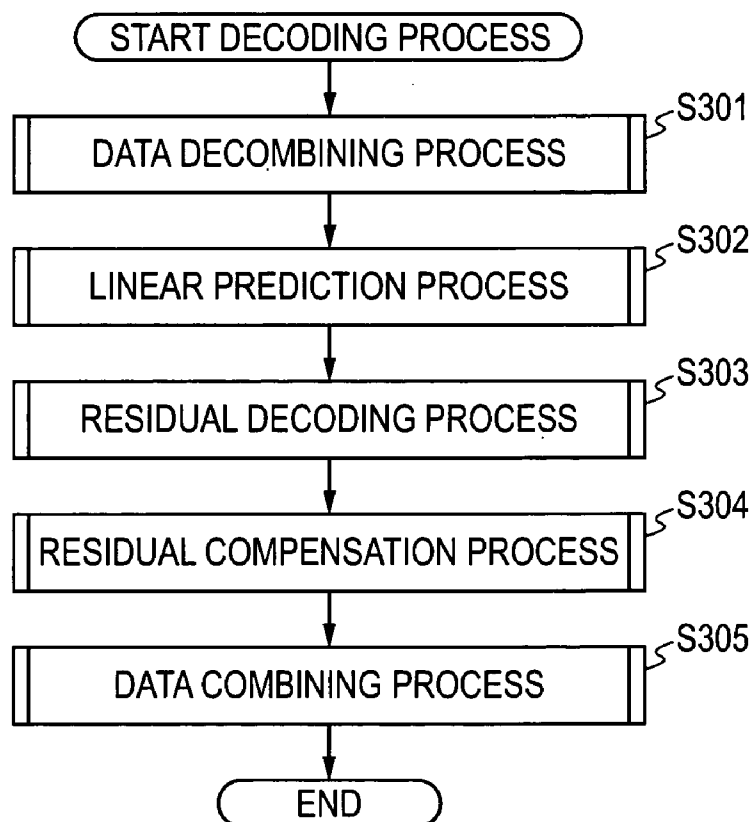 START DECODING PROCESS
S301
DATA DECOMBINING PROCESS
S302
LINEAR PREDICTION PROCESS
S303
RESIDUAL DECODING PROCESS
S304
RESIDUAL COMPENSATION PROCESS
S305
DATA COMBINING PROCESS
END